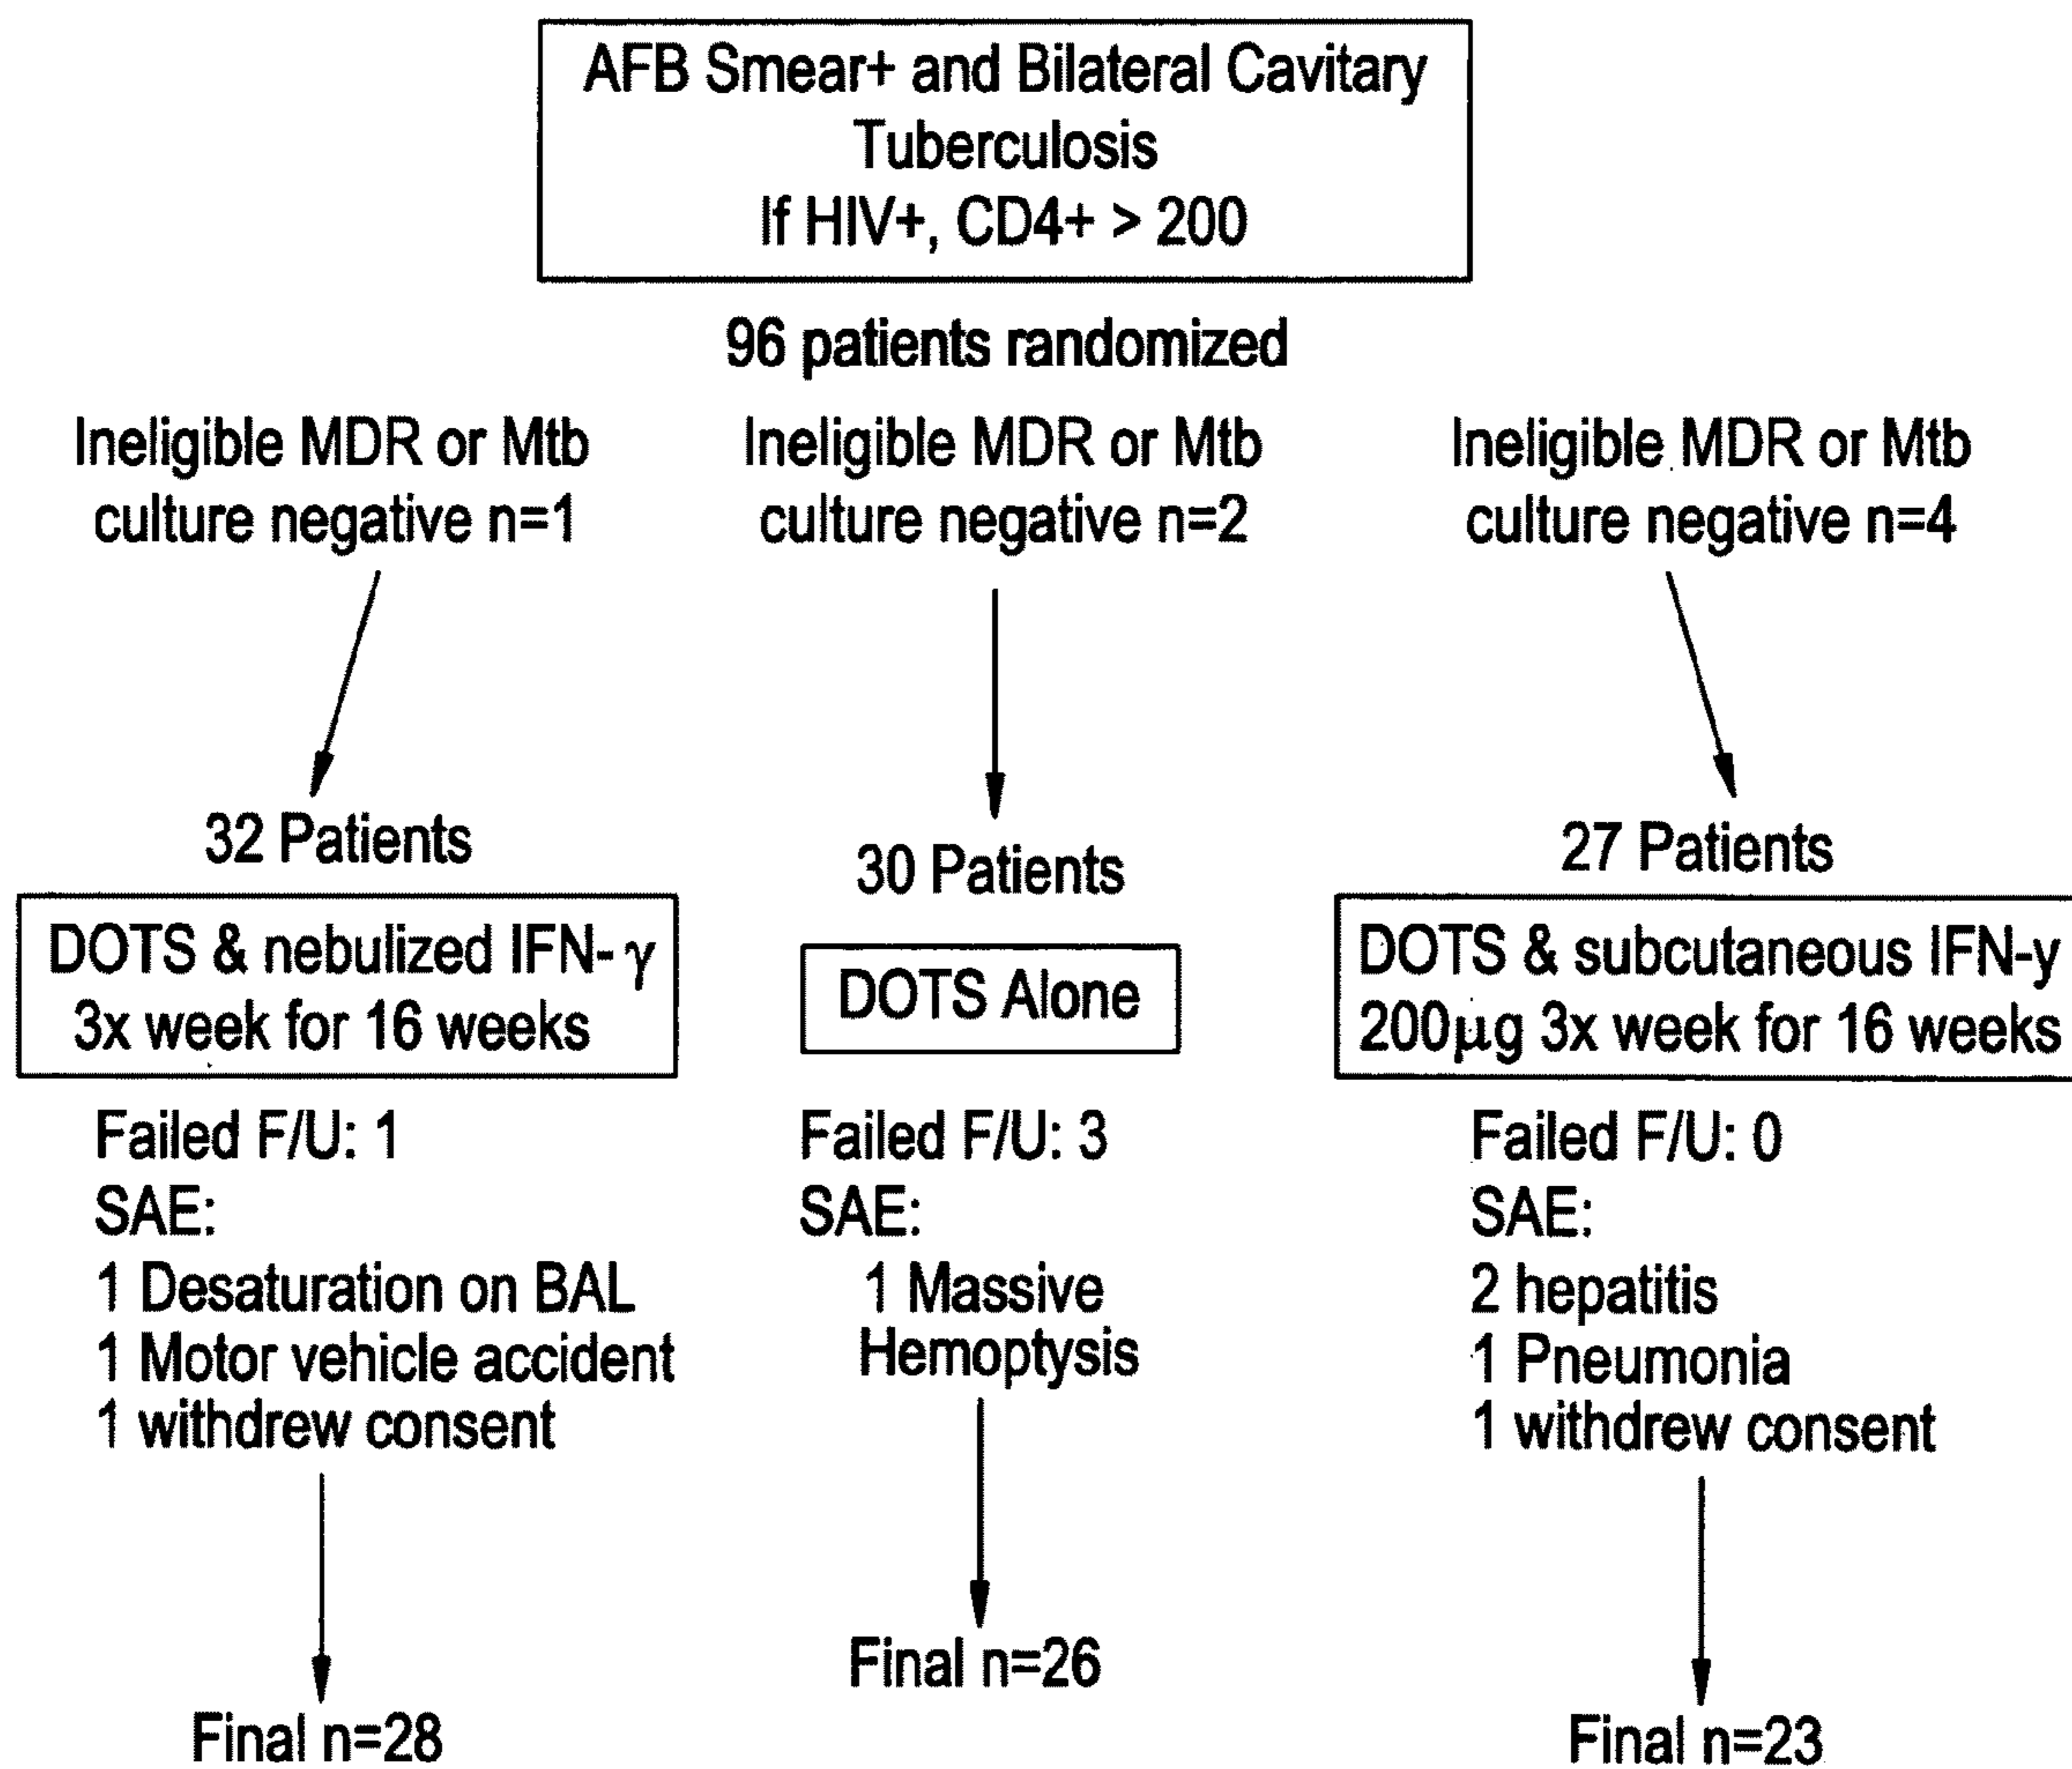 AFB Smear+ and Bilateral Cavitary
Tuberculosis
If HIV+, CD4+ > 200
96 patients randomized
Ineligible MDR or Mtb
culture negative n=1
Ineligible MDR or Mtb
culture negative n=2
Ineligible MDR or Mtb
culture negative n=4
32 Patients
DOTS & nebulized IFN- γ
3x week for 16 weeks
Failed F/U: 1
SAE:
1 Desaturation on BAL
1 Motor vehicle accident
1 withdrew consent
Final n=28
30 Patients
DOTS Alone
Failed F/U: 3
SAE:
1 Massive
Hemoptysis
Final n=26
27 Patients
DOTS & subcutaneous IFN-y
200μg 3x week for 16 weeks
Failed F/U: 0
SAE:
2 hepatitis
1 Pneumonia
1 withdrew consent
Final n=23